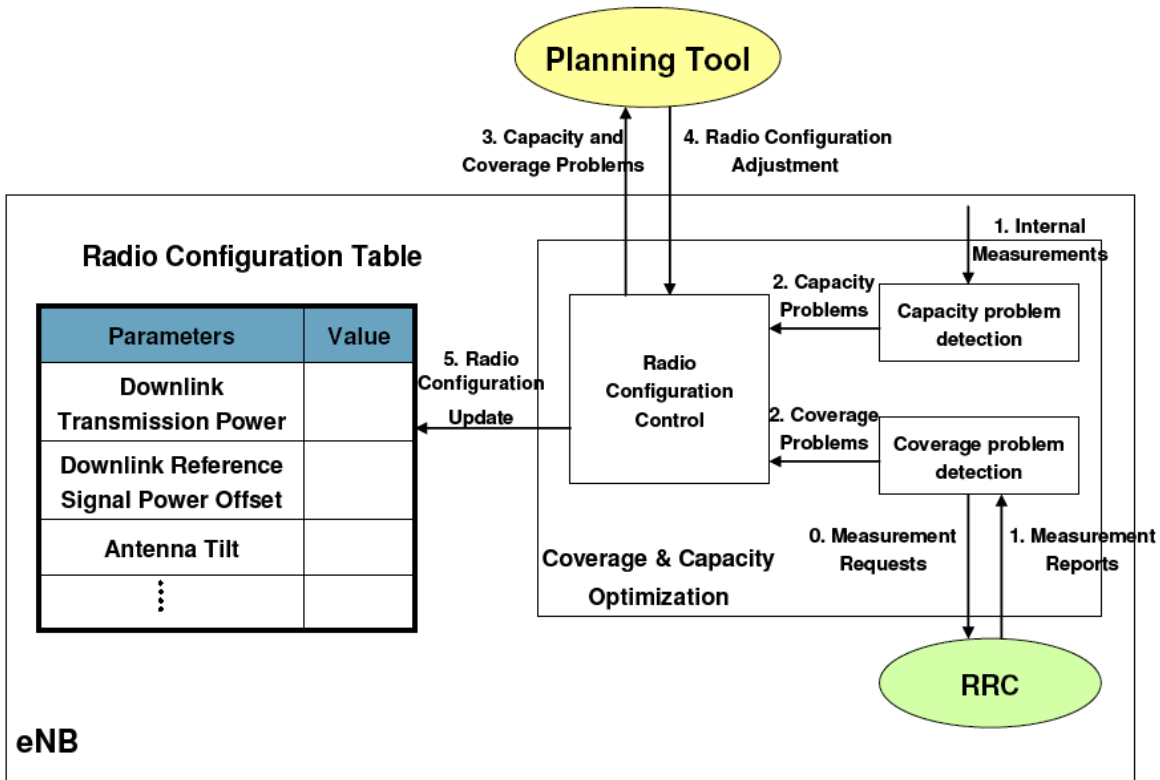 Planning Tool
3. Capacity and
Coverage Problems
4. Radio Configuration
Adjustment
Radio Configuration Table
Parameters Value
Downlink
Transmission Power
Downlink Reference
Signal Power Offset
Antenna Tilt
5. Radio
Configuration
Update
Radio
Configuration
Control
1. Internal
Measurements
2. Capacity
Problems
Capacity problem
detection
2. Coverage
Problems
Coverage problem
detection
0. Measurement
Requests
1. Measurement
Reports
Coverage & Capacity
Optimization
RRC
eNB